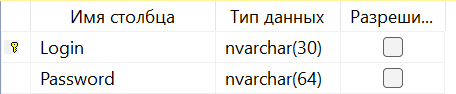 Имя столбца Тип данных Разреши...
Login nvarchar(30)
Password nvarchar(64)